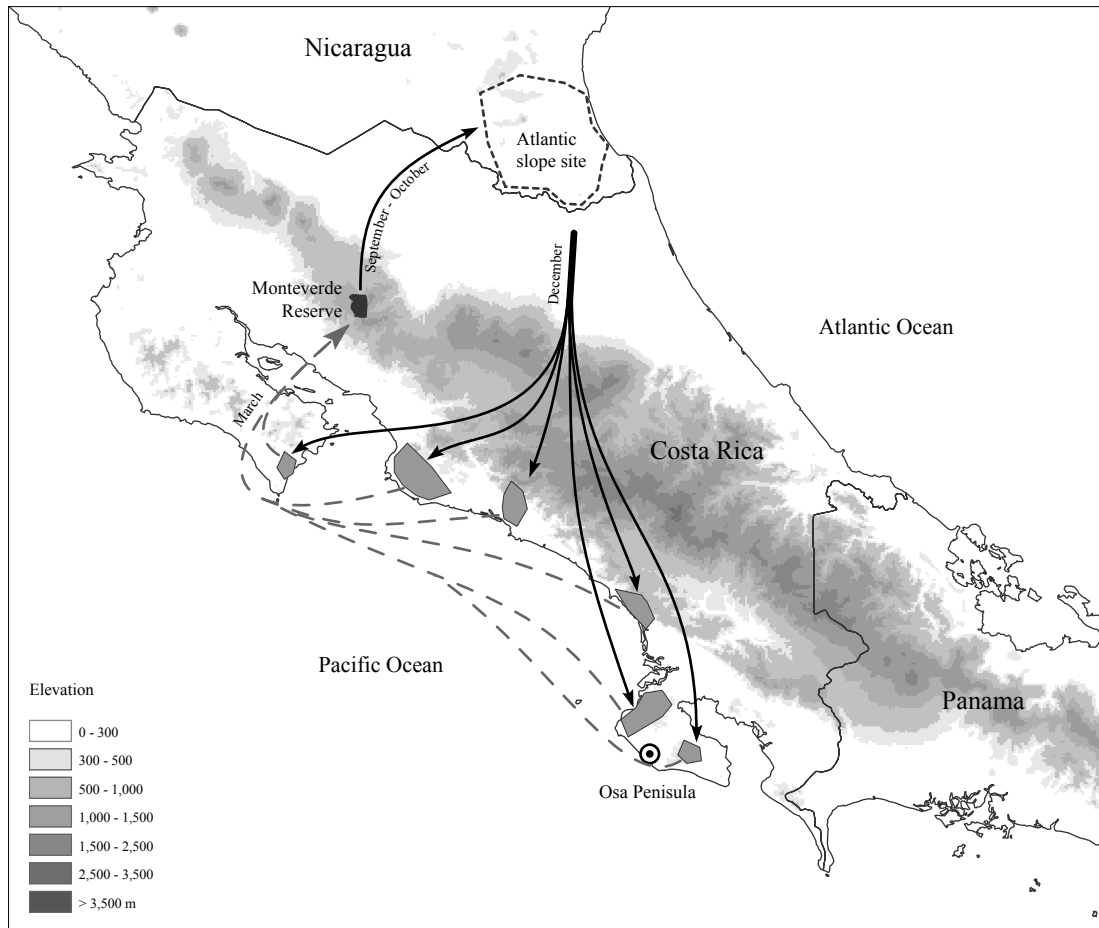 Nicaragua
Atlantic
slope site
September - October
December
Monteverde
Reserve
Atlantic Ocean
March
Costa Rica
Pacific Ocean
Panama
Osa Penisula
Elevation
0 - 300
300 - 500
500 - 1,000
1,000 - 1,500
1,500 - 2,500
2,500 - 3,500
> 3,500 m